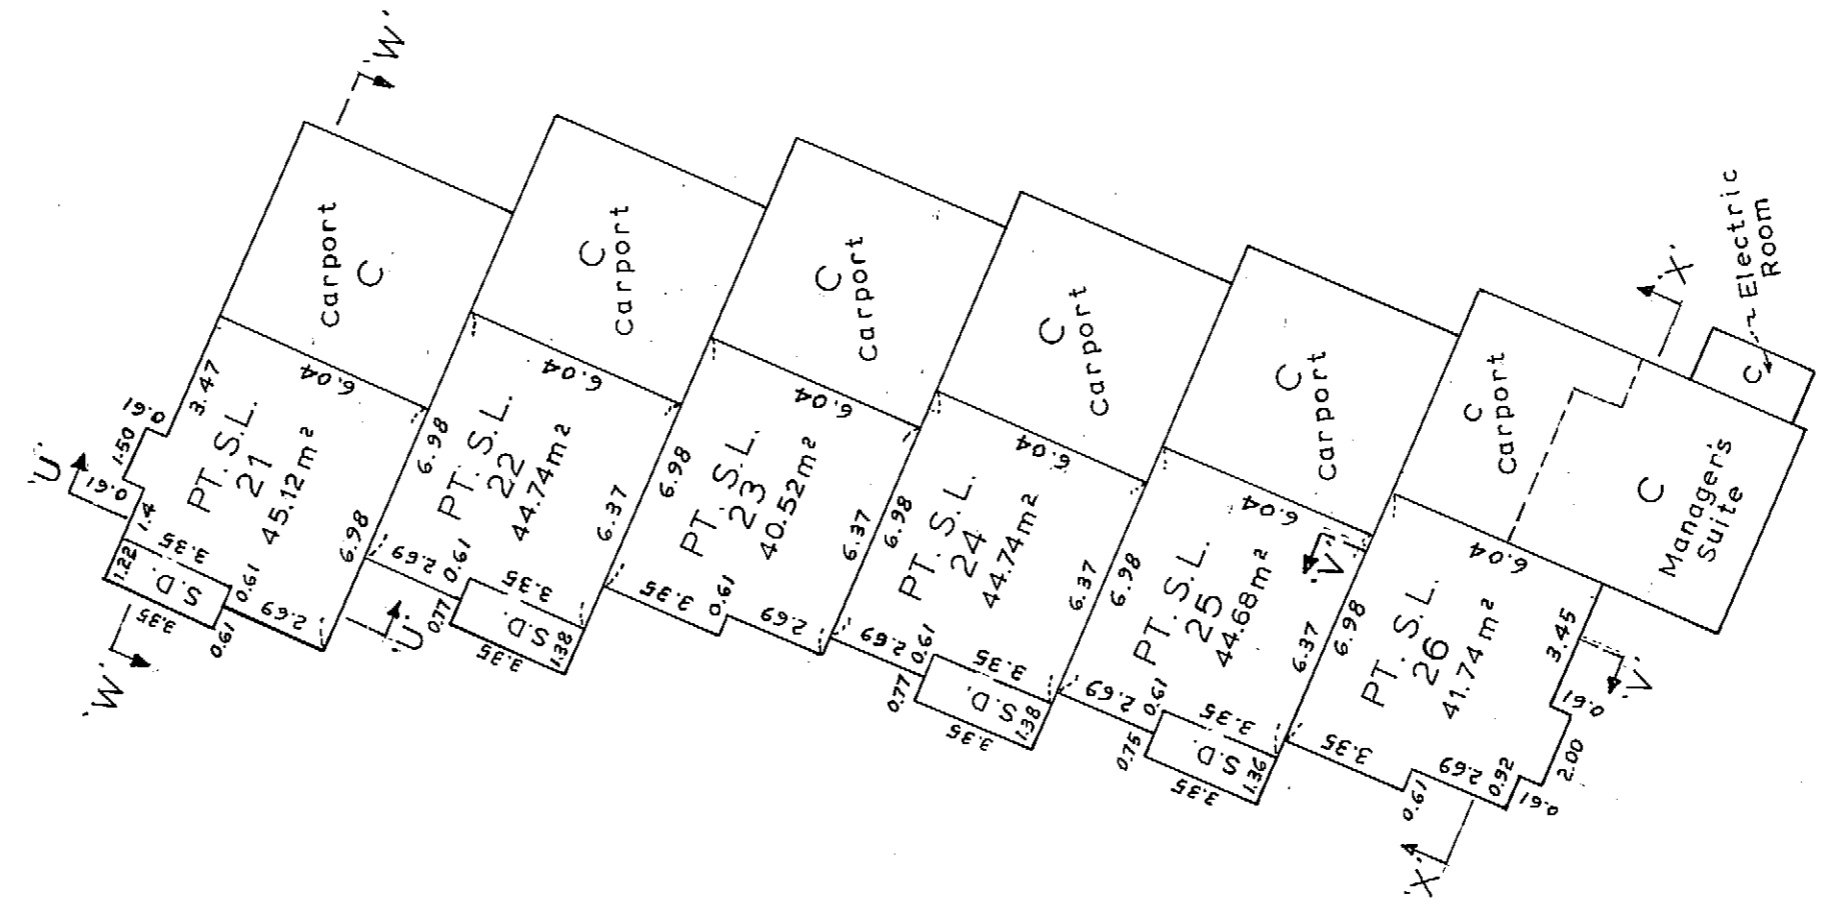 'W'
'U'
Carport
C
0.61
1.50
0.61
3.47
6.04
PT. S.L.
21
45.12m²
1.4
3.35
1.22
S.D.
3.35
0.61
0.61
2.69
6.98
'W'
'U'
C
Carport
6.04
6.98
PT. S.L.
22
44.74m²
2.69
0.61
0.77
3.35
S.D.
3.35
1.38
6.37
C
Carport
6.04
6.98
PT. S.L.
23
40.52m²
3.35
0.61
2.69
6.37
C
Carport
6.04
6.98
PT. S.L.
24
44.74m²
2.69
0.61
0.77
3.35
S.D.
3.35
1.38
6.37
C
Carport
6.04
'V'
6.98
PT. S.L.
25
44.68m²
2.69
0.61
0.75
3.35
S.D.
3.35
1.36
6.37
C
Carport
6.04
6.98
PT. S.L.
26
41.74m²
3.35
0.61
2.69
0.92
0.61
2.00
0.61
3.45
'V'
'X'
'X'
C
Manager's
Suite
C
Electric
Room